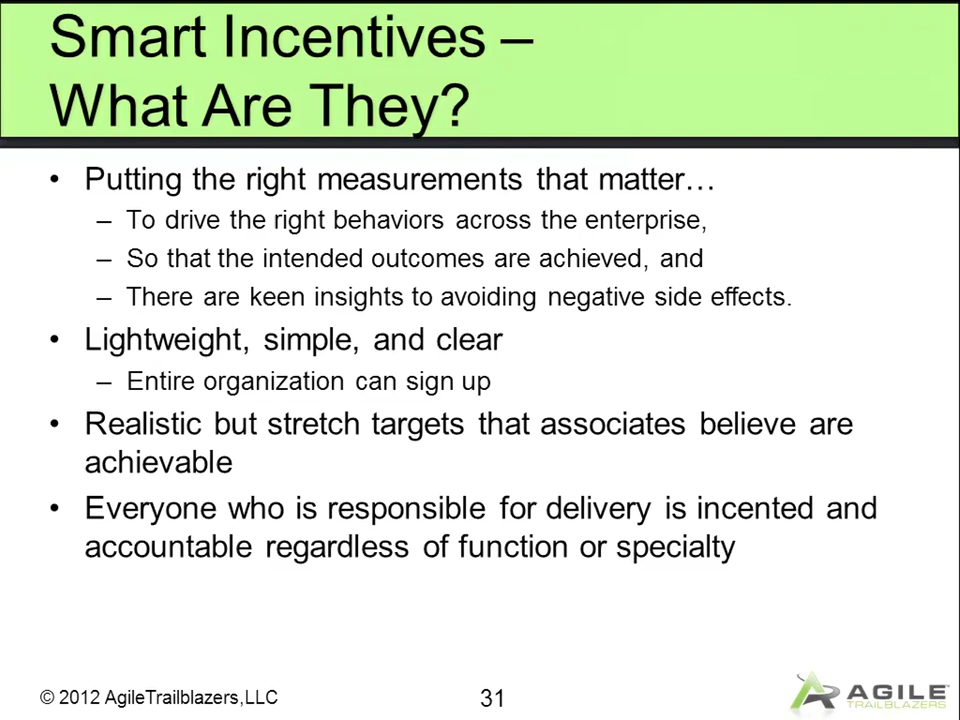 Smart Incentives –
What Are They?
• Putting the right measurements that matter…
– To drive the right behaviors across the enterprise,
– So that the intended outcomes are achieved, and
– There are keen insights to avoiding negative side effects.
• Lightweight, simple, and clear
– Entire organization can sign up
• Realistic but stretch targets that associates believe are
achievable
• Everyone who is responsible for delivery is incented and
accountable regardless of function or specialty
© 2012 AgileTrailblazers,LLC
31
AGILE
TRAILBLAZERS